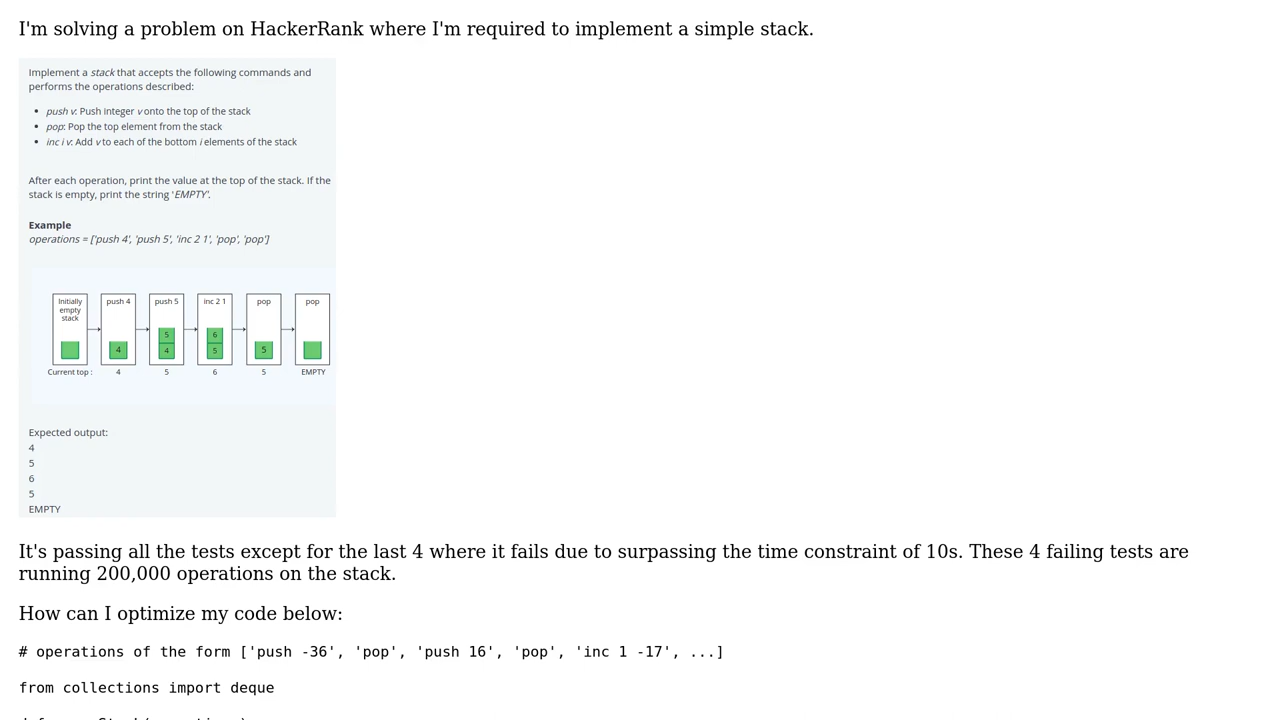 I'm solving a problem on HackerRank where I'm required to implement a simple stack.
Implement a stack that accepts the following commands and
performs the operations described:
• push v: Push integer v onto the top of the stack
• pop: Pop the top element from the stack
• inc i v: Add v to each of the bottom i elements of the stack
After each operation, print the value at the top of the stack. If the
stack is empty, print the string 'EMPTY'.
Example
operations = ['push 4', 'push 5', 'inc 2 1', 'pop', 'pop']
Initially
empty
stack
push 4
push 5
inc 2 1
pop
pop
5
6
4
4
5
5
Current top :
4
5
6
5
EMPTY
Expected output:
4
5
6
5
EMPTY
It's passing all the tests except for the last 4 where it fails due to surpassing the time constraint of 10s. These 4 failing tests are
running 200,000 operations on the stack.
How can I optimize my code below:
# operations of the form ['push -36', 'pop', 'push 16', 'pop', 'inc 1 -17', ...]
from collections import deque